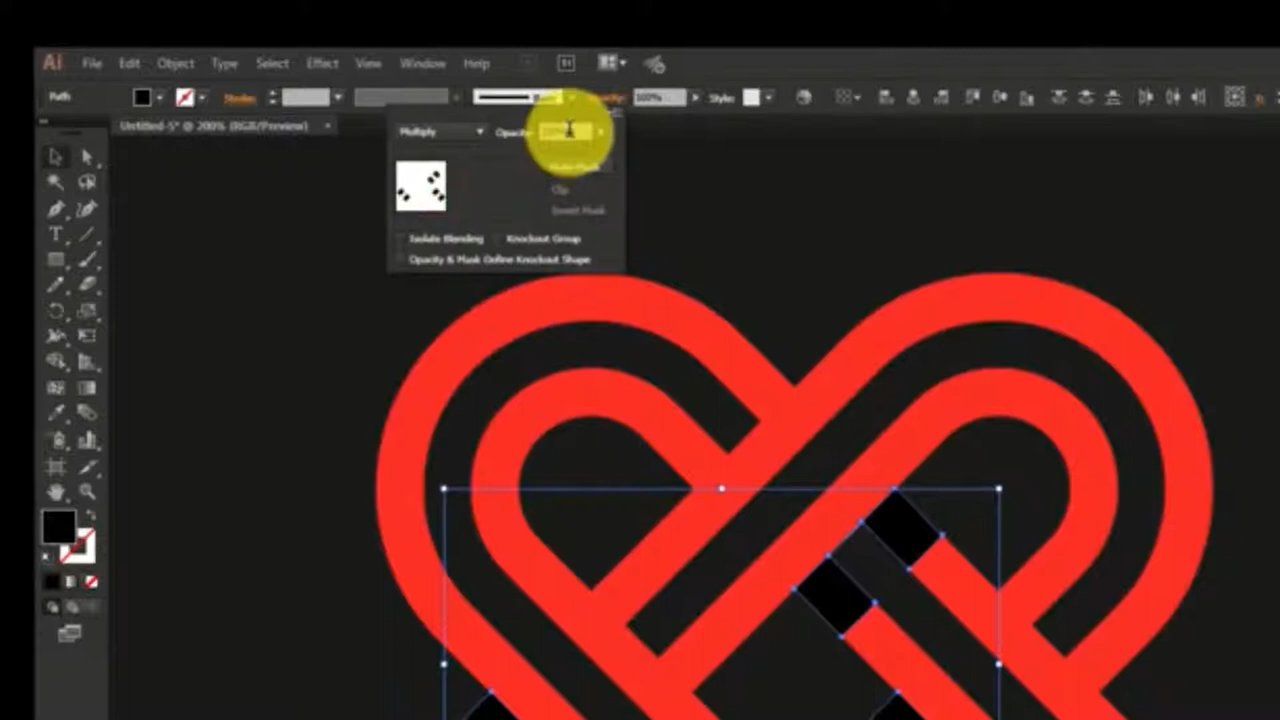 Ai File Edit Object Type Select Effect View Window Help
Path Stroke: 100% Style:
Untitled-5* @ 200% (RGB/Preview) ×
Multiply Opacity
Clip
Invert Mask
Isolate Blending Knockout Group
Opacity & Mask Define Knockout Shape